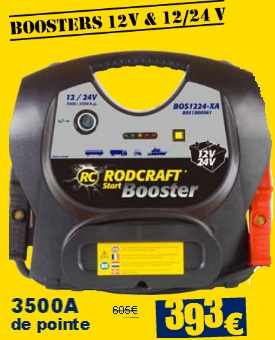 BOOSTERS 12V & 12/24 V
12 / 24V
BOS1224-XA
RC RODCRAFT
Start Booster
12V
24V
3500A
de pointe
605€
393€